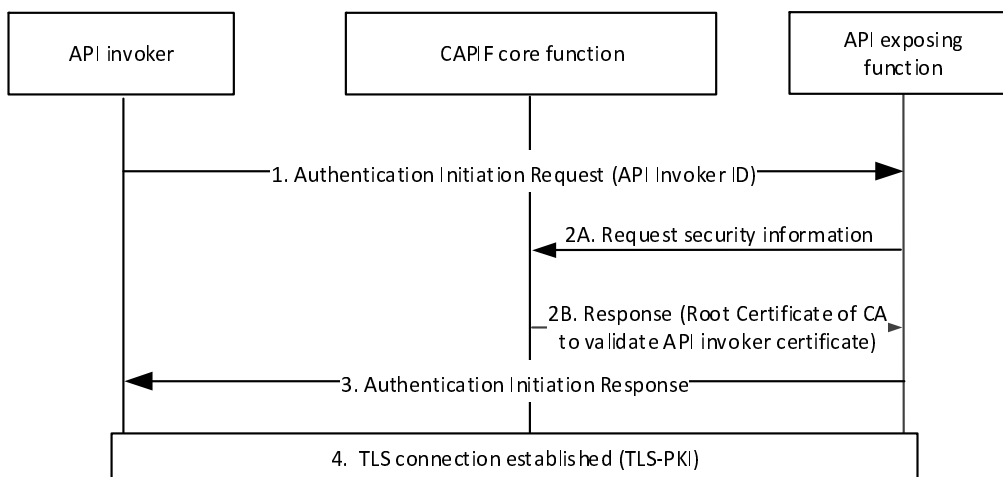 API invoker
CAPIF core function
API exposing
function
1. Authentication Initiation Request (API Invoker ID)
2A. Request security information
2B. Response (Root Certificate of CA
to validate API invoker certificate)
3. Authentication Initiation Response
4. TLS connection established (TLS-PKI)